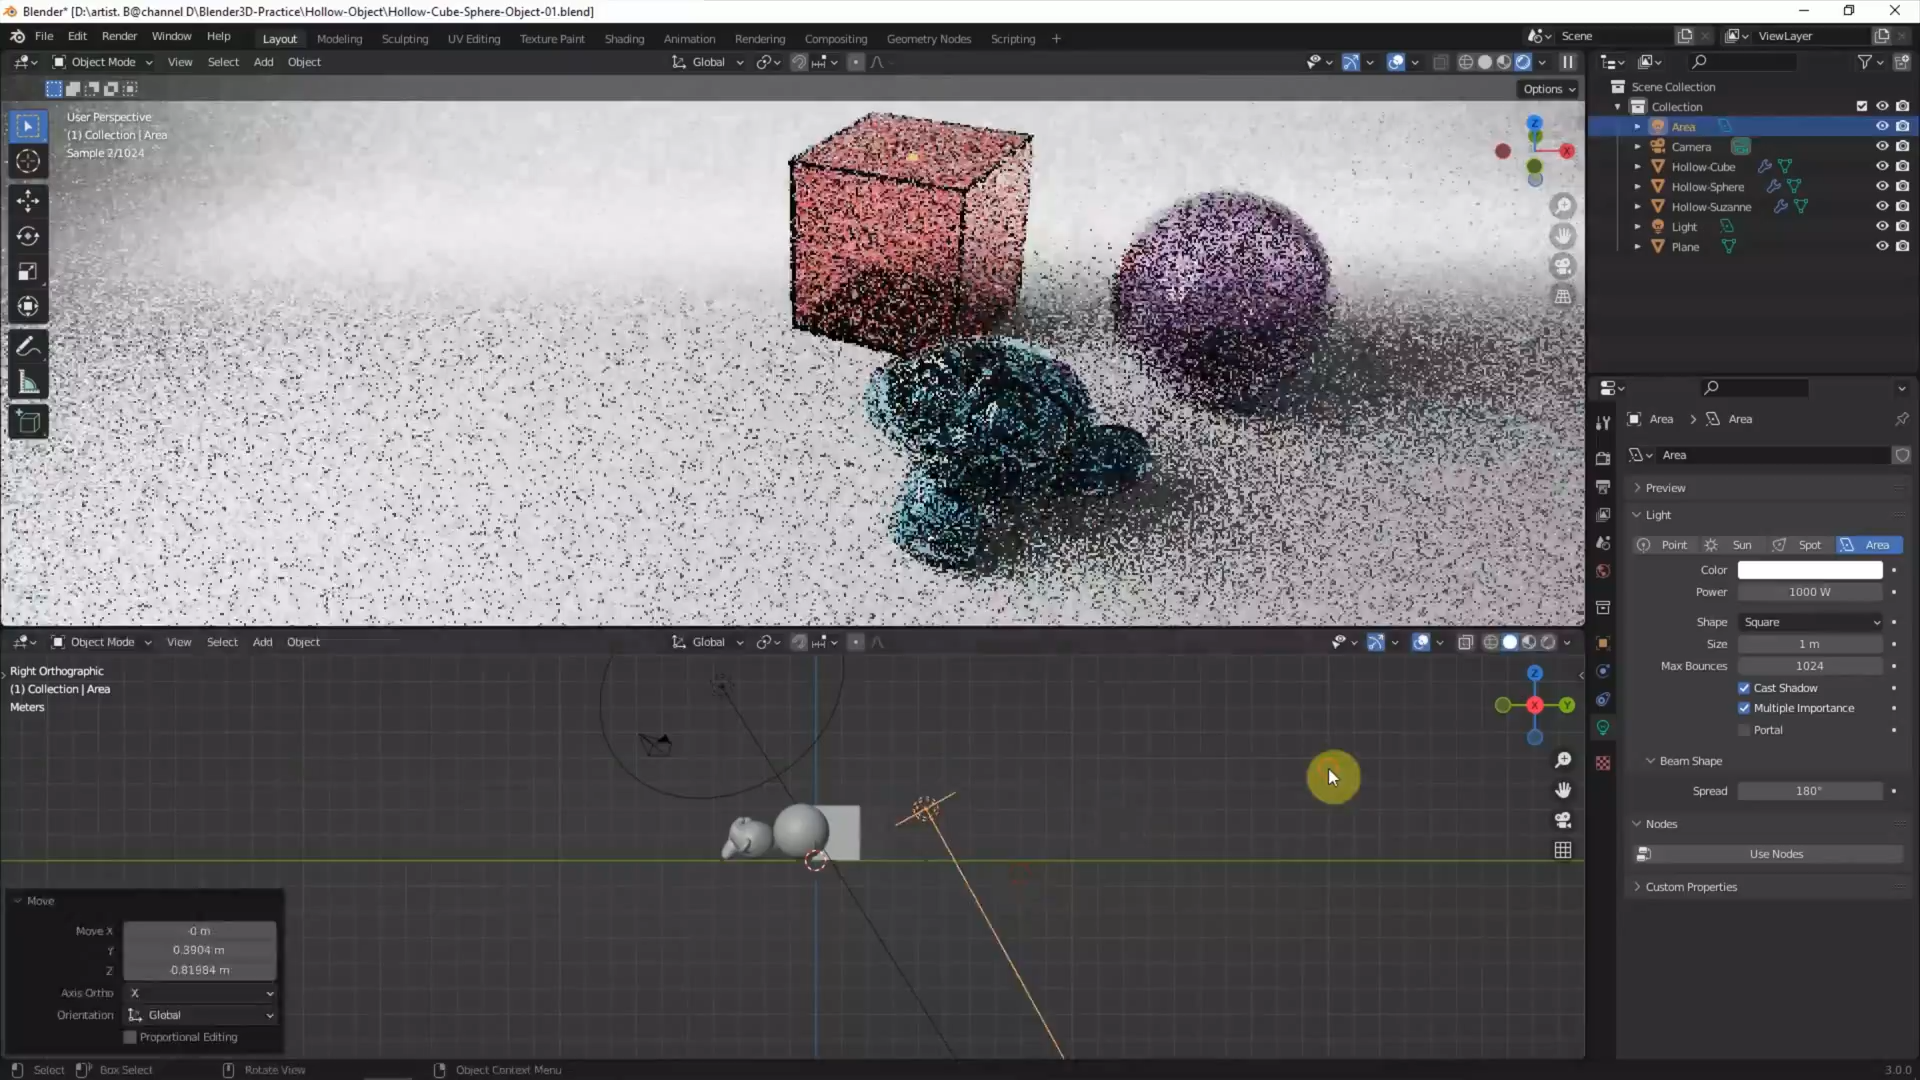 Blender* [D:\artist. B@channel D\Blender3D-Practice\Hollow-Object\Hollow-Cube-Sphere-Object-01.blend]
File Edit Render Window Help Layout Modeling Sculpting UV Editing Texture Paint Shading Animation Rendering Compositing Geometry Nodes Scripting + Scene ViewLayer
Object Mode View Select Add Object Global
Options
User Perspective
(1) Collection | Area
Sample 2/1024
Z
X
Scene Collection
Collection
Area
Camera
Hollow-Cube
Hollow-Sphere
Hollow-Suzanne
Light
Plane
Area > Area
Area
Preview
Light
Point Sun Spot Area
Color
Power 1000 W
Shape Square
Size 1 m
Max Bounces 1024
Cast Shadow
Multiple Importance
Portal
Beam Shape
Spread 180°
Nodes
Use Nodes
Custom Properties
Object Mode View Select Add Object Global
Right Orthographic
(1) Collection | Area
Meters
Z
X Y
Move
Move X -0 m
Y 0.3904 m
Z -0.81984 m
Axis Ortho X
Orientation Global
Proportional Editing
Select Box Select Rotate View Object Context Menu 3.0.0